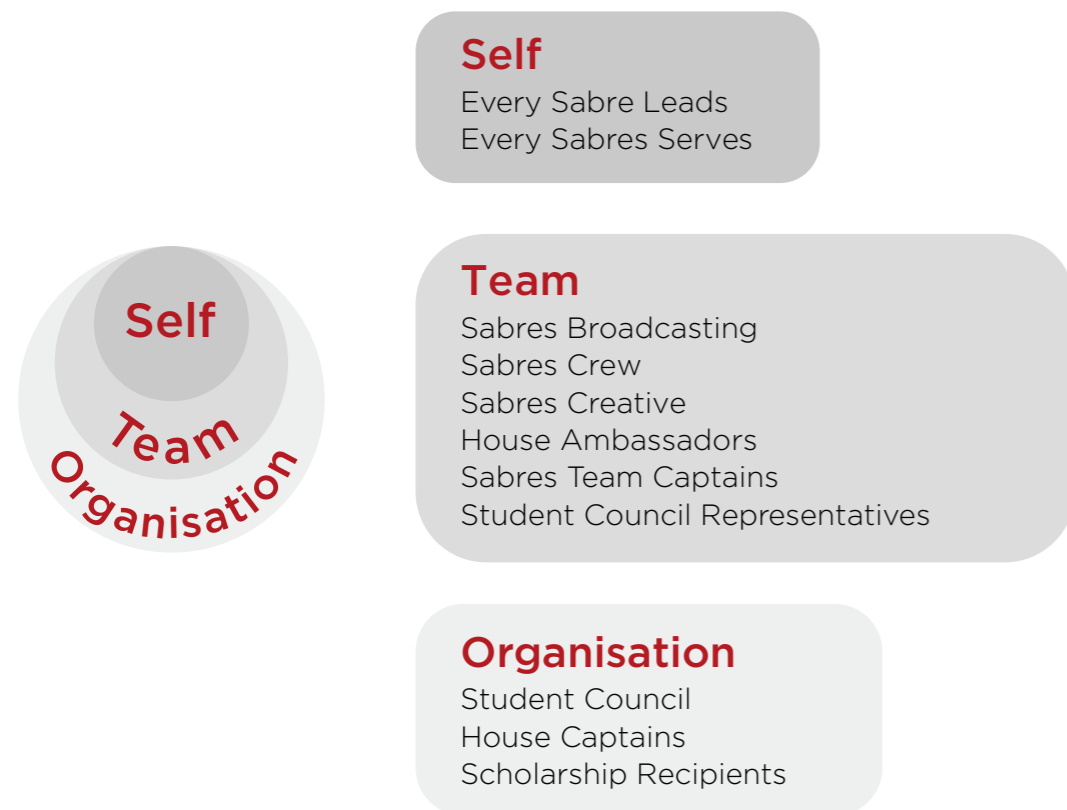 Self
Every Sabre Leads
Every Sabres Serves
Self
Team
Organisation
Team
Sabres Broadcasting
Sabres Crew
Sabres Creative
House Ambassadors
Sabres Team Captains
Student Council Representatives
Organisation
Student Council
House Captains
Scholarship Recipients